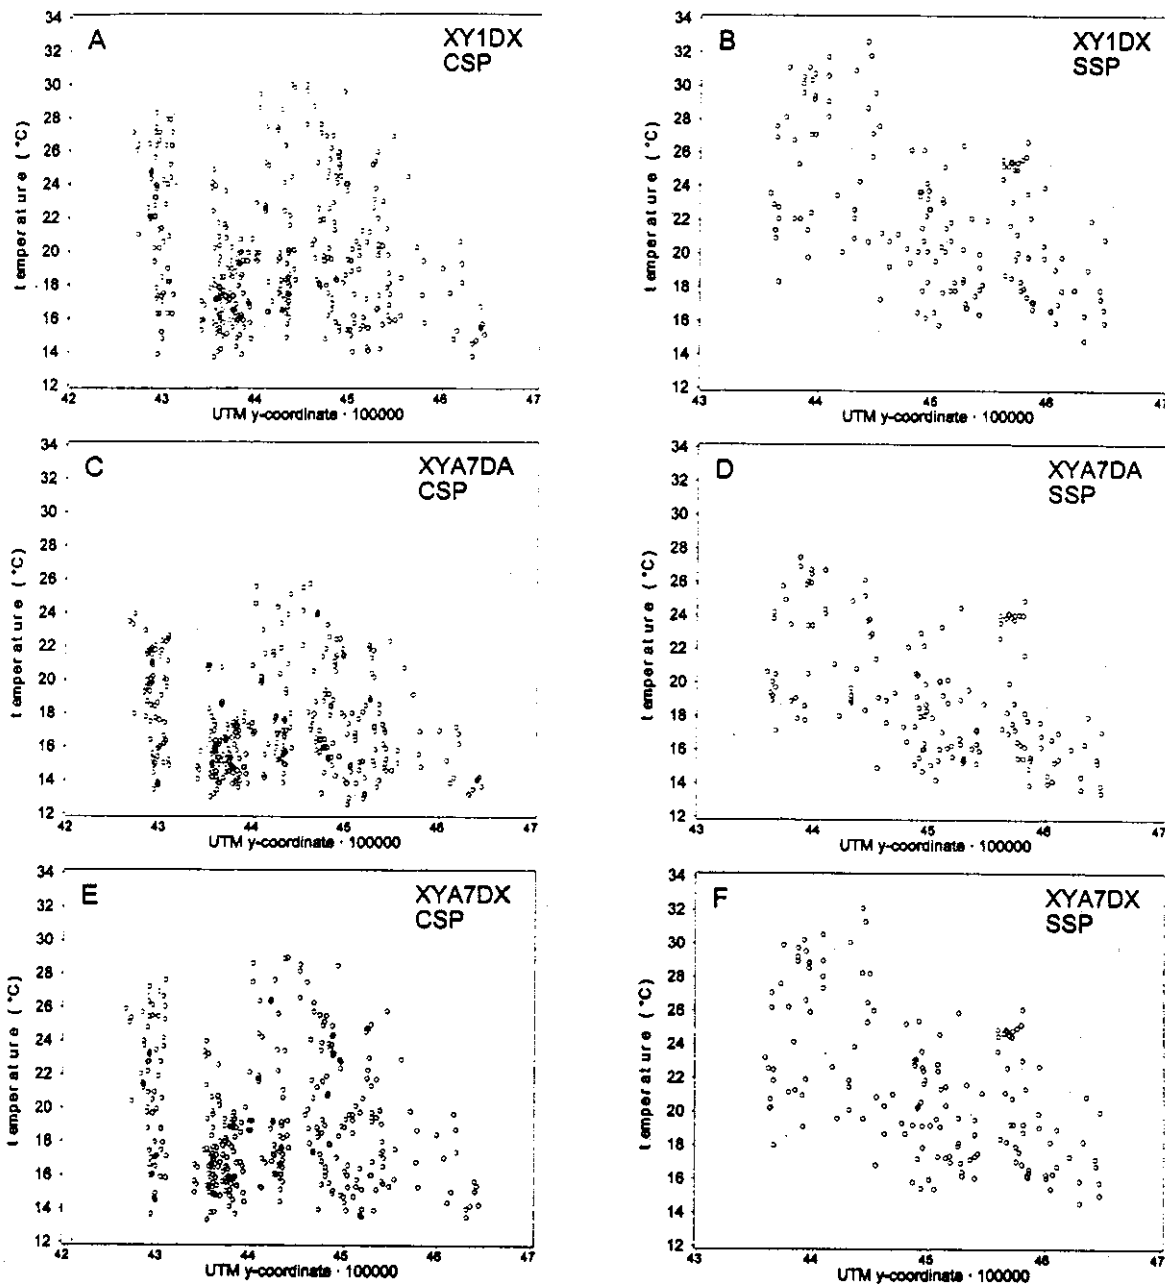 A
XY1DX
CSP
34
32
30
28
26
24
22
20
18
16
14
12
temperature (°C)
42 43 44 45 46 47
UTM y-coordinate · 100000
B
XY1DX
SSP
34
32
30
28
26
24
22
20
18
16
14
12
temperature (°C)
43 44 45 46 47
UTM y-coordinate · 100000
C
XYA7DA
CSP
34
32
30
28
26
24
22
20
18
16
14
12
temperature (°C)
42 43 44 45 46 47
UTM y-coordinate · 100000
D
XYA7DA
SSP
34
32
30
28
26
24
22
20
18
16
14
12
temperature (°C)
43 44 45 46 47
UTM y-coordinate · 100000
E
XYA7DX
CSP
34
32
30
28
26
24
22
20
18
16
14
12
temperature (°C)
42 43 44 45 46 47
UTM y-coordinate · 100000
F
XYA7DX
SSP
34
32
30
28
26
24
22
20
18
16
14
12
temperature (°C)
43 44 45 46 47
UTM y-coordinate · 100000